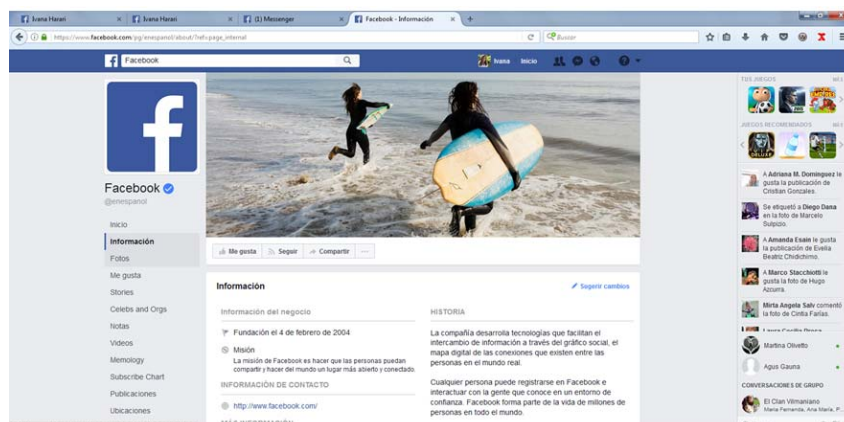 Ivana Harari
Ivana Harari
(1) Messenger
Facebook - Información
https://www.facebook.com/pg/enespanol/about/?ref=page_internal
Buscar
Facebook
Ivana Inicio
Facebook
@enespanol
Inicio
Información
Fotos
Me gusta
Stories
Celebs and Orgs
Notas
Videos
Memology
Subscribe Chart
Publicaciones
Ubicaciones
Me gusta Seguir Compartir
Información
Sugerir cambios
Información del negocio
Fundación el 4 de febrero de 2004
Misión
La misión de Facebook es hacer que las personas puedan
compartir y hacer del mundo un lugar más abierto y conectado.
INFORMACIÓN DE CONTACTO
http://www.facebook.com/
MÁS INFORMACIÓN
HISTORIA
La compañía desarrolla tecnologías que facilitan el
intercambio de información a través del gráfico social, el
mapa digital de las conexiones que existen entre las
personas en el mundo real.
Cualquier persona puede registrarse en Facebook e
interactuar con la gente que conoce en un entorno de
confianza. Facebook forma parte de la vida de millones de
personas en todo el mundo.
TUS JUEGOS
JUEGOS RECOMENDADOS
A Adriana M. Dominguez le
gusta la publicación de
Cristian Gonzales.
Se etiquetó a Diego Dana
en la foto de Marcelo
Sulpizio.
A Amanda Esain le gusta
la publicación de Evelia
Beatriz Chidichimo.
A Marco Stacchiotti le
gusta la foto de Hugo
Azcurra.
Mirta Angela Salv comentó
la foto de Cintia Farías.
Martina Olivetto
Agus Gauna
CONVERSACIONES DE GRUPO
El Clan Vilmaniano
Maria Fernanda, Ana María, P...